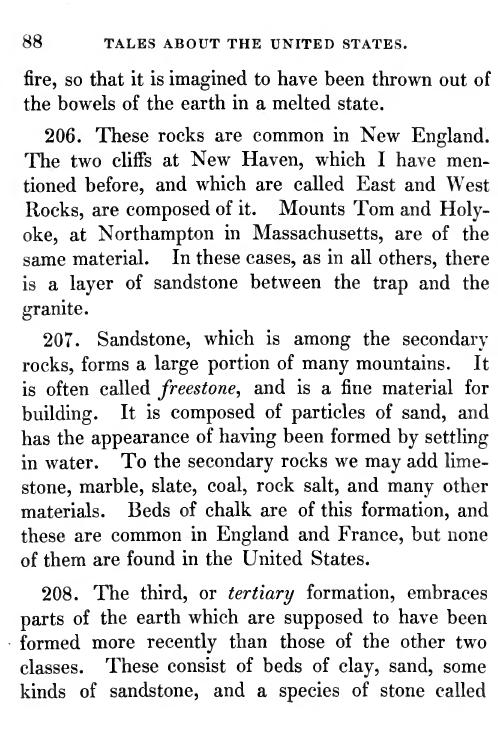 88 TALES ABOUT THE UNITED STATES.
fire, so that it is imagined to have been thrown out of
the bowels of the earth in a melted state.
206. These rocks are common in New England.
The two cliffs at New Haven, which I have men-
tioned before, and which are called East and West
Rocks, are composed of it. Mounts Tom and Holy-
oke, at Northampton in Massachusetts, are of the
same material. In these cases, as in all others, there
is a layer of sandstone between the trap and the
granite.
207. Sandstone, which is among the secondary
rocks, forms a large portion of many mountains. It
is often called freestone, and is a fine material for
building. It is composed of particles of sand, and
has the appearance of having been formed by settling
in water. To the secondary rocks we may add lime-
stone, marble, slate, coal, rock salt, and many other
materials. Beds of chalk are of this formation, and
these are common in England and France, but none
of them are found in the United States.
208. The third, or tertiary formation, embraces
parts of the earth which are supposed to have been
formed more recently than those of the other two
classes. These consist of beds of clay, sand, some
kinds of sandstone, and a species of stone called